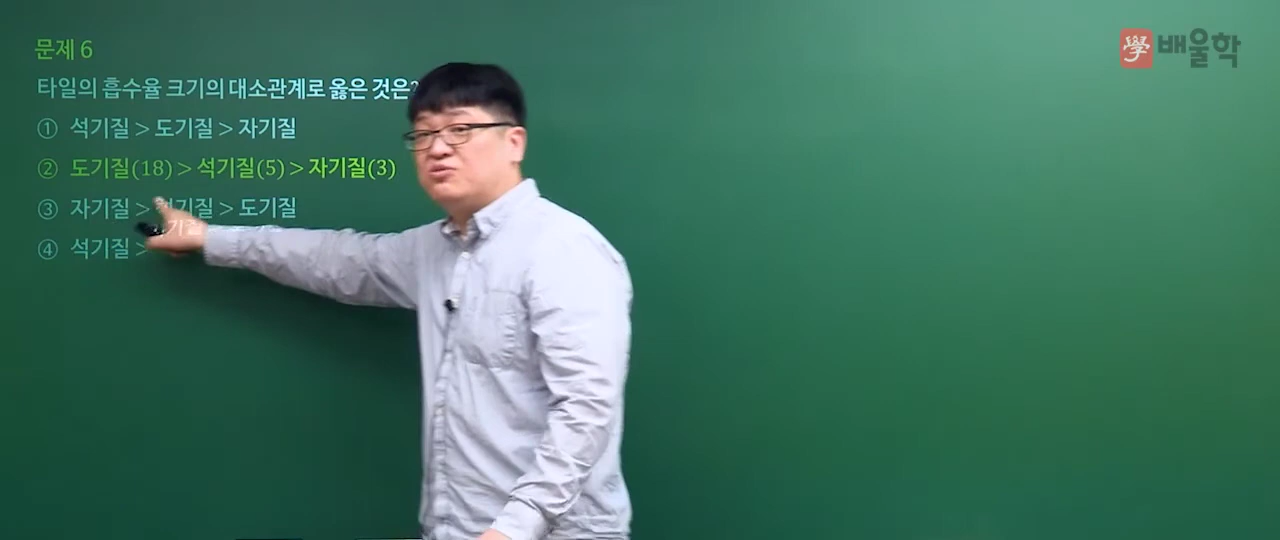 學 배울학
문제 6
타일의 흡수율 크기의 대소관계로 옳은 것은?
① 석기질 > 도기질 > 자기질
② 도기질(18) > 석기질(5) > 자기질(3)
③ 자기질 > 석기질 > 도기질
④ 석기질 >